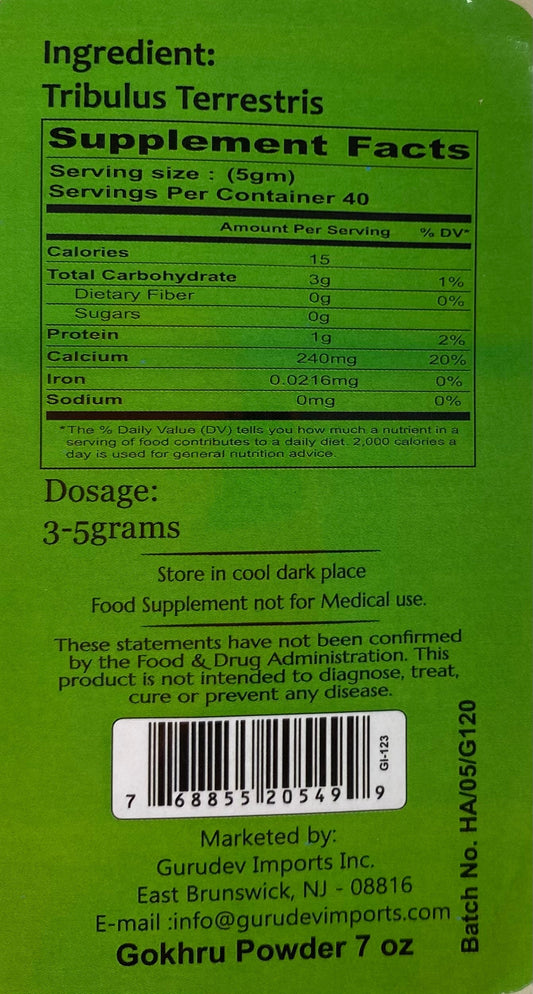 Ingredient:
Tribulus Terrestris
Supplement Facts
Serving size : (5gm)
Servings Per Container 40
Amount Per Serving % DV*
Calories 15
Total Carbohydrate 3g 1%
Dietary Fiber 0g 0%
Sugars 0g
Protein 1g 2%
Calcium 240mg 20%
Iron 0.0216mg 0%
Sodium 0mg 0%
*The % Daily Value (DV) tells you how much a nutrient in a
serving of food contributes to a daily diet. 2,000 calories a
day is used for general nutrition advice.
Dosage:
3-5grams
Store in cool dark place
Food Supplement not for Medical use.
These statements have not been confirmed
by the Food & Drug Administration. This
product is not intended to diagnose, treat,
cure or prevent any disease.
7 68855 20549 9
GI-123
Marketed by:
Gurudev Imports Inc.
East Brunswick, NJ - 08816
E-mail :info@gurudevimports.com
Gokhru Powder 7 oz
Batch No. HA/05/G120